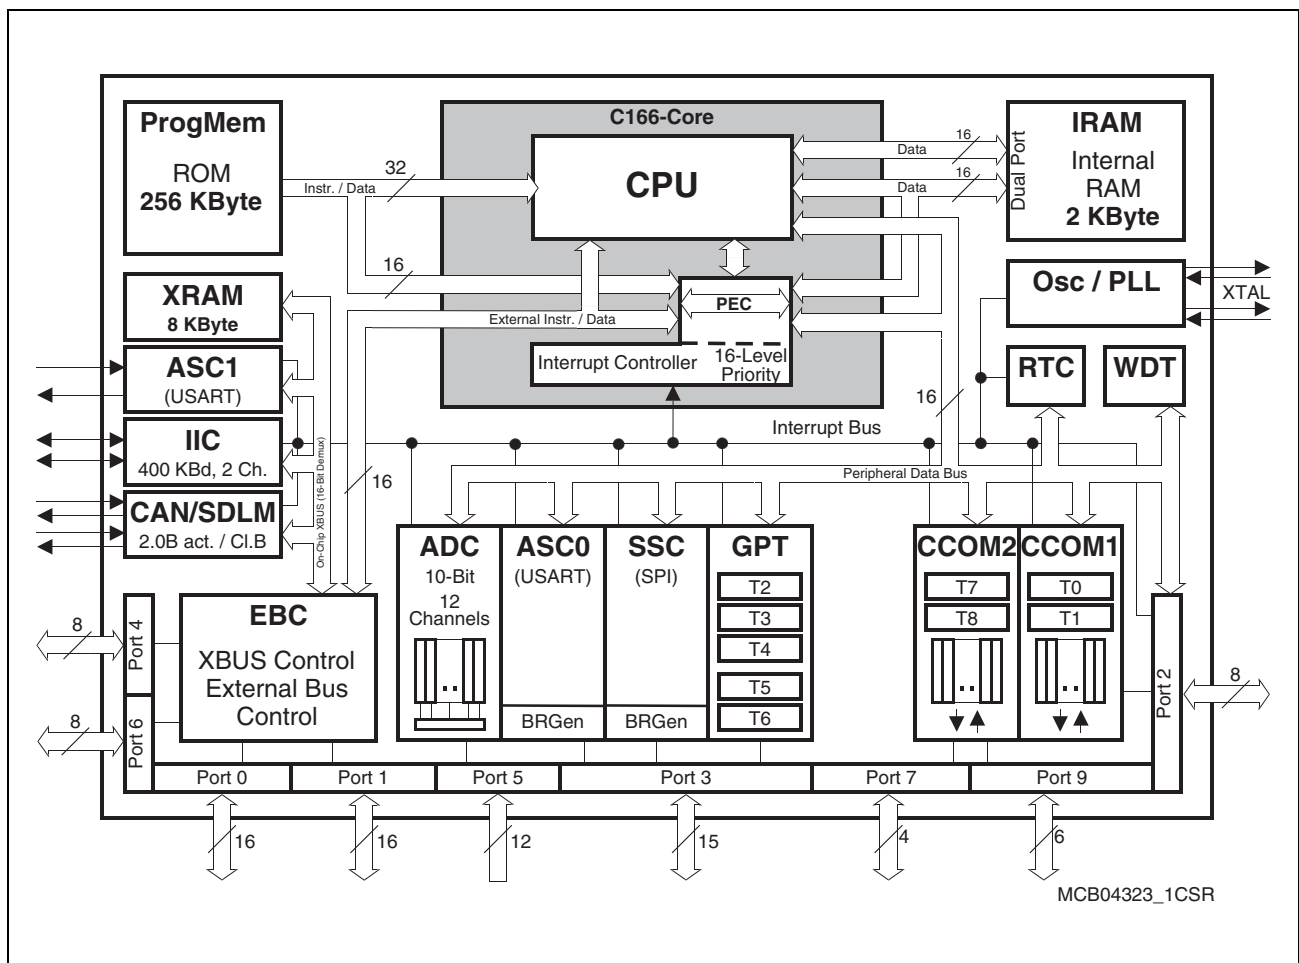 C166-Core
ProgMem
ROM
256 KByte
32
Instr. / Data
CPU
16
Data
16
Data
Dual Port
IRAM
Internal
RAM
2 KByte
16
XRAM
8 KByte
External Instr. / Data
PEC
Interrupt Controller
16-Level
Priority
Osc / PLL
XTAL
ASC1
(USART)
RTC
WDT
16
Interrupt Bus
IIC
400 KBd, 2 Ch.
On-Chip XBUS (16-Bit Demux)
16
Peripheral Data Bus
CAN/SDLM
2.0B act. / Cl.B
ADC
10-Bit
12
Channels
ASC0
(USART)
BRGen
SSC
(SPI)
BRGen
GPT
T2
T3
T4
T5
T6
CCOM2
T7
T8
CCOM1
T0
T1
EBC
XBUS Control
External Bus
Control
8
Port 4
8
Port 6
Port 2
8
Port 0
Port 1
Port 5
Port 3
Port 7
Port 9
16
16
12
15
4
6
MCB04323_1CSR